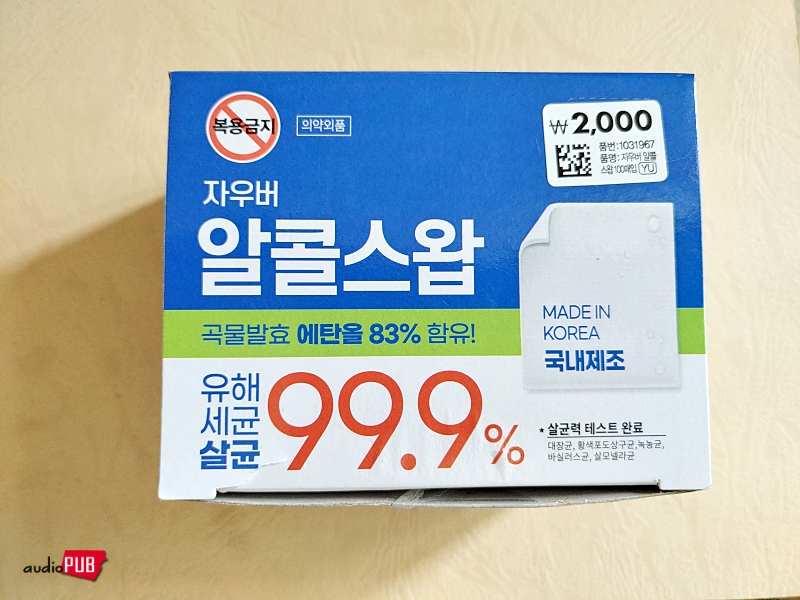 복용금지
의약외품
₩2,000
품번:1031967
품명:자우버 알콜
스왑 100매입 YU
자우버
알콜스왑
곡물발효 에탄올 83% 함유!
MADE IN
KOREA
국내제조
유해
세균
살균
99.9%
* 살균력 테스트 완료
대장균, 황색포도상구균, 녹농균,
바실러스균, 살모넬라균
audioPUB